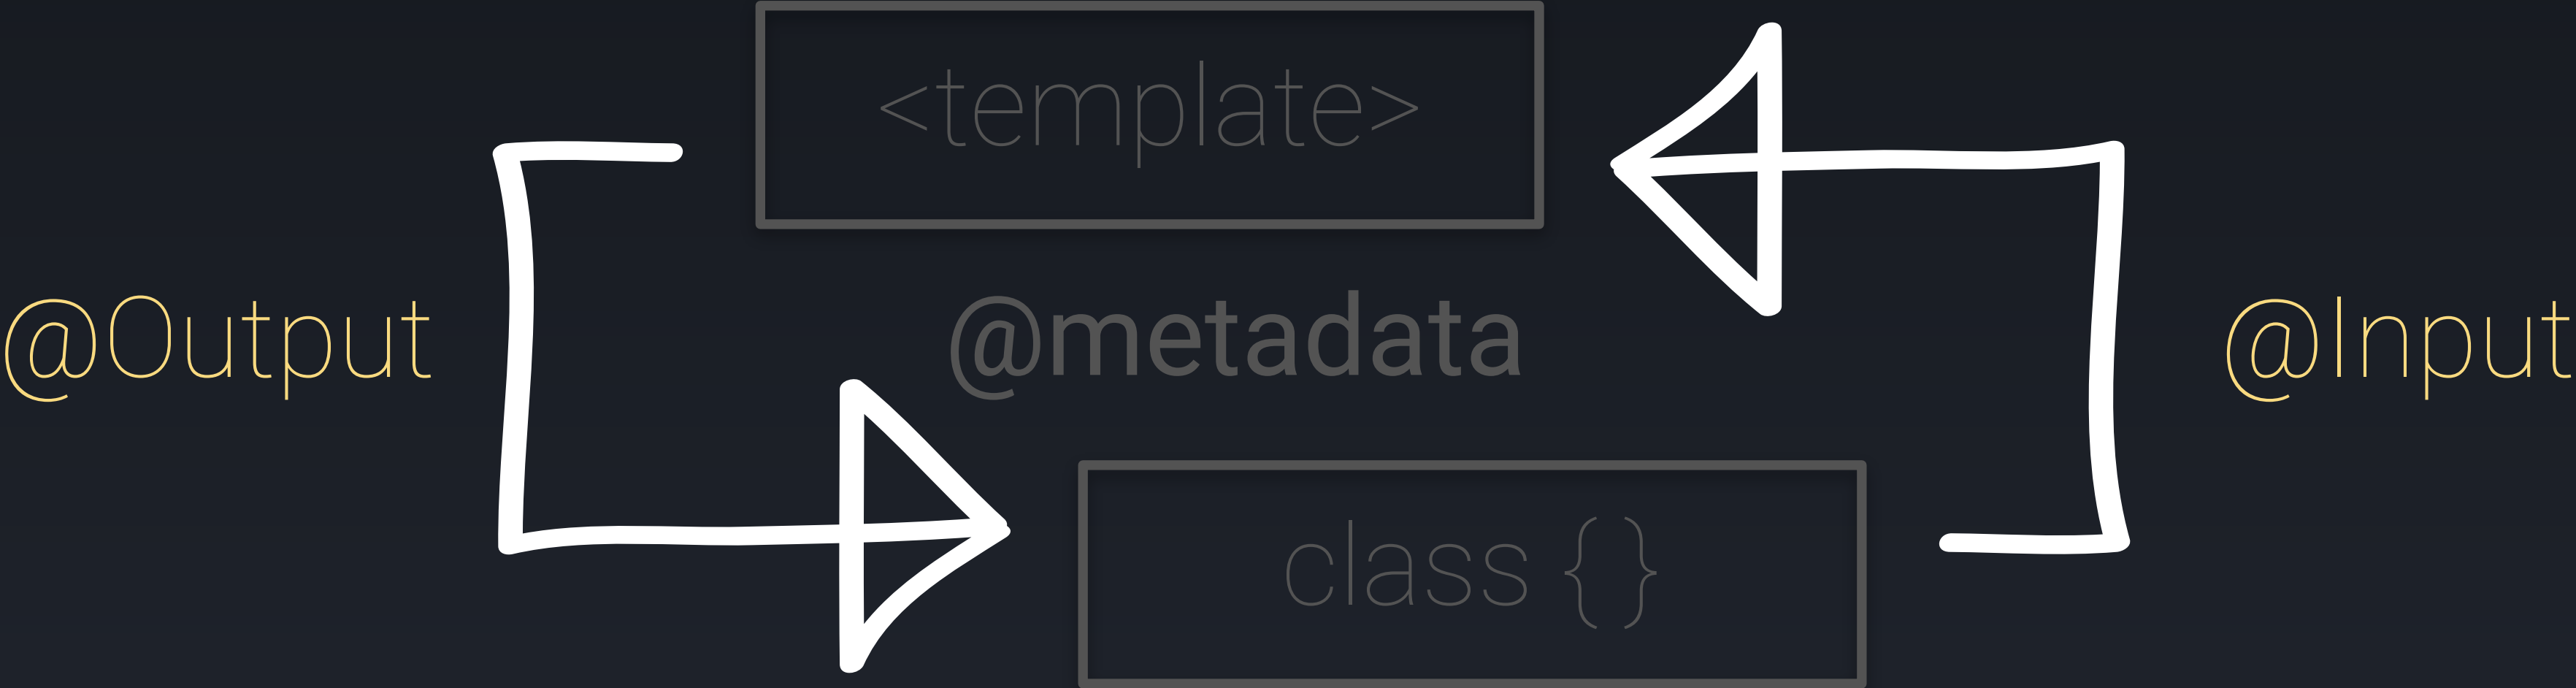 <template>
@Output
@metadata
@Input
class {}